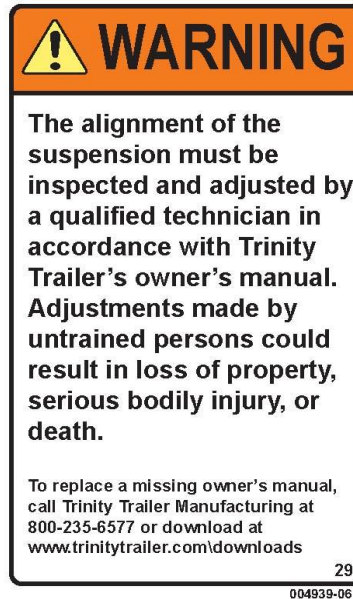 WARNING
The alignment of the
suspension must be
inspected and adjusted by
a qualified technician in
accordance with Trinity
Trailer's owner's manual.
Adjustments made by
untrained persons could
result in loss of property,
serious bodily injury, or
death.
To replace a missing owner's manual,
call Trinity Trailer Manufacturing at
800-235-6577 or download at
www.trinitytrailer.com\downloads
29
004939-06